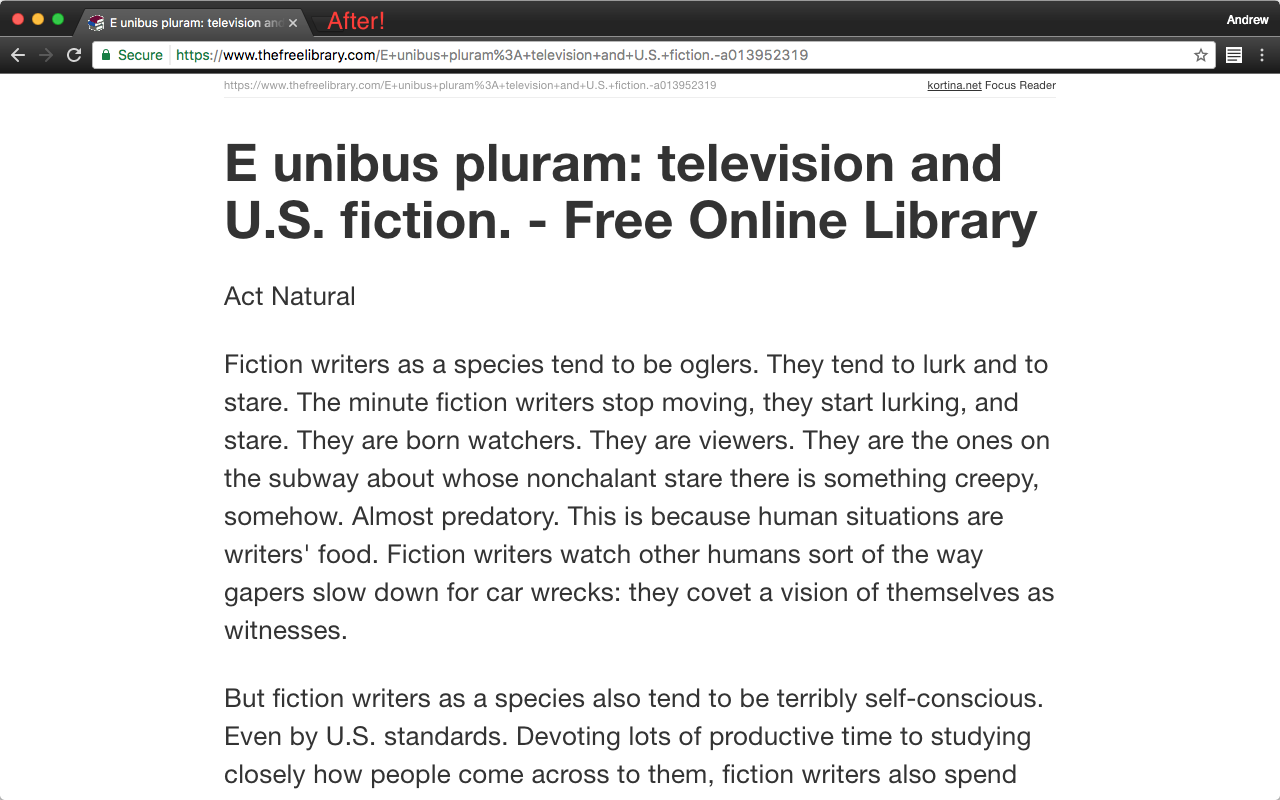 E unibus pluram: television and
After!
Andrew
Secure https://www.thefreelibrary.com/E+unibus+pluram%3A+television+and+U.S.+fiction.-a013952319
https://www.thefreelibrary.com/E+unibus+pluram%3A+television+and+U.S.+fiction.-a013952319
kortina.net Focus Reader
E unibus pluram: television and
U.S. fiction. - Free Online Library
Act Natural
Fiction writers as a species tend to be oglers. They tend to lurk and to
stare. The minute fiction writers stop moving, they start lurking, and
stare. They are born watchers. They are viewers. They are the ones on
the subway about whose nonchalant stare there is something creepy,
somehow. Almost predatory. This is because human situations are
writers' food. Fiction writers watch other humans sort of the way
gapers slow down for car wrecks: they covet a vision of themselves as
witnesses.
But fiction writers as a species also tend to be terribly self-conscious.
Even by U.S. standards. Devoting lots of productive time to studying
closely how people come across to them, fiction writers also spend